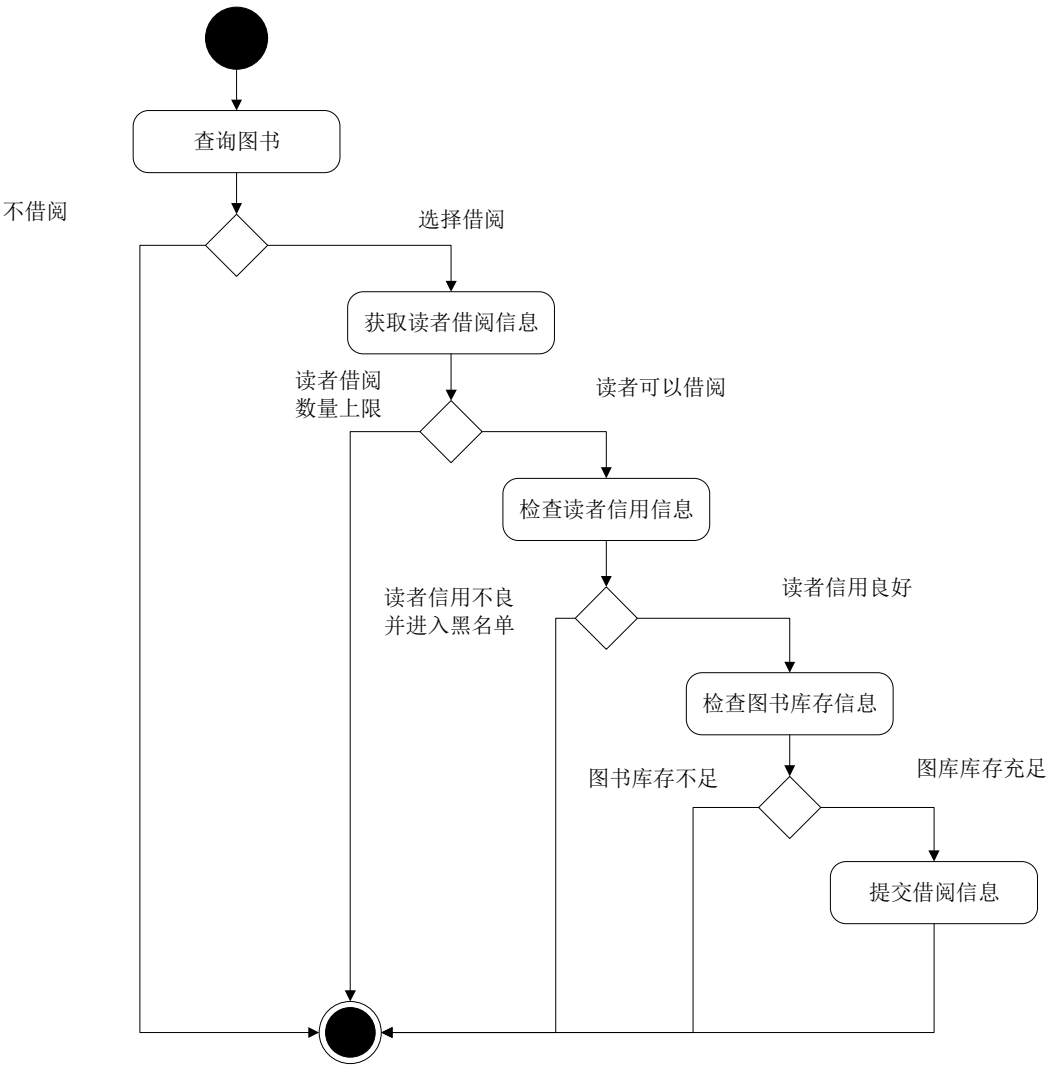 查询图书
不借阅
选择借阅
获取读者借阅信息
读者借阅
数量上限
读者可以借阅
检查读者信用信息
读者信用不良
并进入黑名单
读者信用良好
检查图书库存信息
图书库存不足
图库库存充足
提交借阅信息